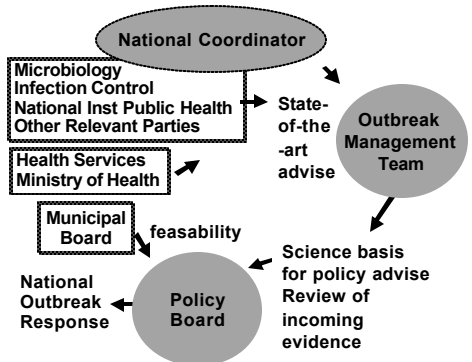 National Coordinator
Microbiology
Infection Control
National Inst Public Health
Other Relevant Parties
State-
of-the
-art
advise
Outbreak
Management
Team
Health Services
Ministry of Health
Municipal
Board
feasability
Science basis
for policy advise
Review of
incoming
evidence
National
Outbreak
Response
Policy
Board